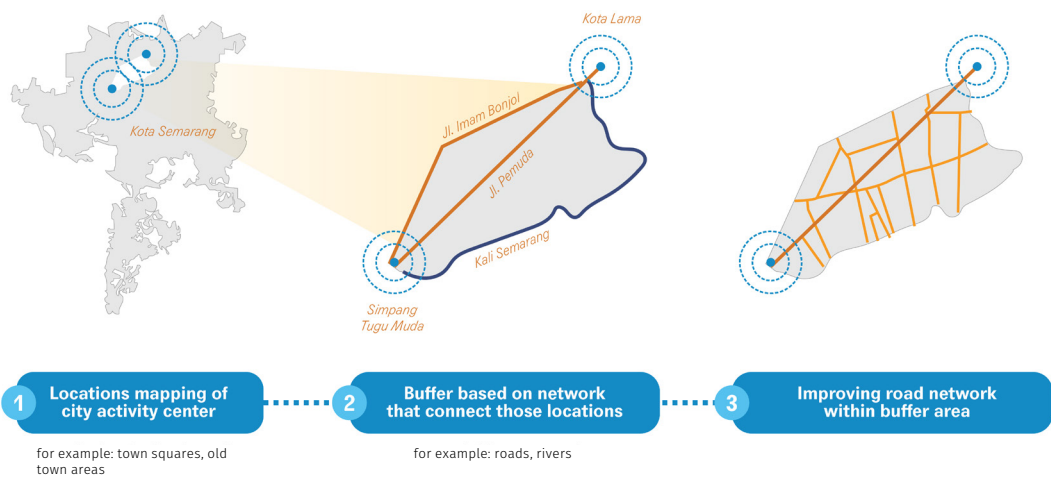 Kota Semarang
Kota Lama
Jl. Imam Bonjol
Jl. Pemuda
Kali Semarang
Simpang
Tugu Muda
1
Locations mapping of
city activity center
for example: town squares, old
town areas
2
Buffer based on network
that connect those locations
for example: roads, rivers
3
Improving road network
within buffer area